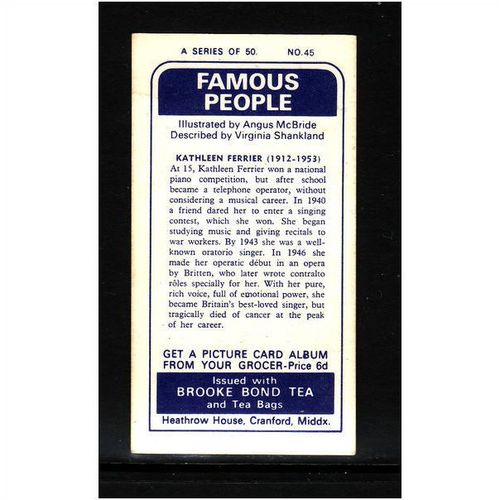 A SERIES OF 50. NO. 45
FAMOUS
PEOPLE
Illustrated by Angus McBride
Described by Virginia Shankland
KATHLEEN FERRIER (1912-1953)
At 15, Kathleen Ferrier won a national
piano competition, but after school
became a telephone operator, without
considering a musical career. In 1940
a friend dared her to enter a singing
contest, which she won. She began
studying music and giving recitals to
war workers. By 1943 she was a well-
known oratorio singer. In 1946 she
made her operatic début in an opera
by Britten, who later wrote contralto
rôles specially for her. With her pure,
rich voice, full of emotional power, she
became Britain's best-loved singer, but
tragically died of cancer at the peak
of her career.
GET A PICTURE CARD ALBUM
FROM YOUR GROCER-Price 6d
Issued with
BROOKE BOND TEA
and Tea Bags
Heathrow House, Cranford, Middx.